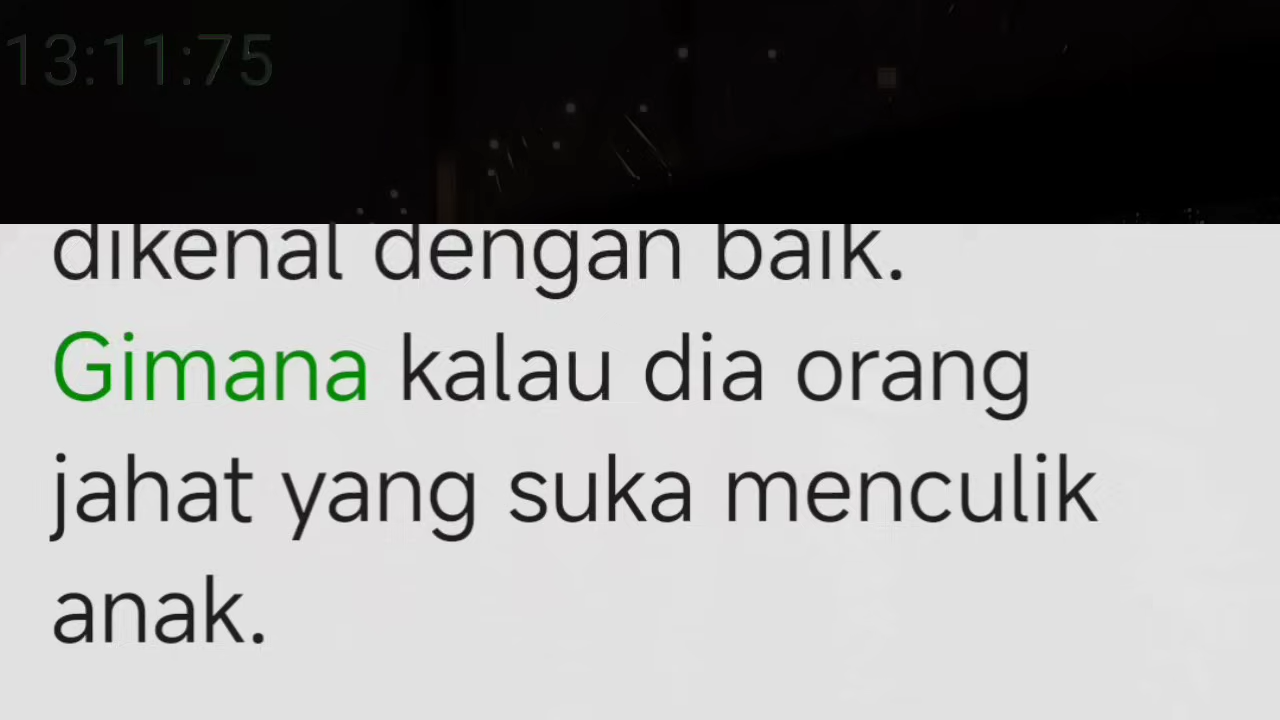 13:11:75
dikenal dengan baik.
Gimana kalau dia orang
jahat yang suka menculik
anak.